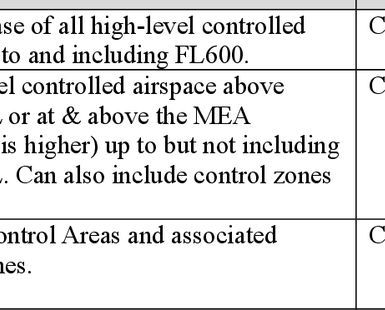 ase of all high-level controlled C
to and including FL600.
el controlled airspace above C
or at & above the MEA
is higher) up to but not including
. Can also include control zones
ontrol Areas and associated C
nes.